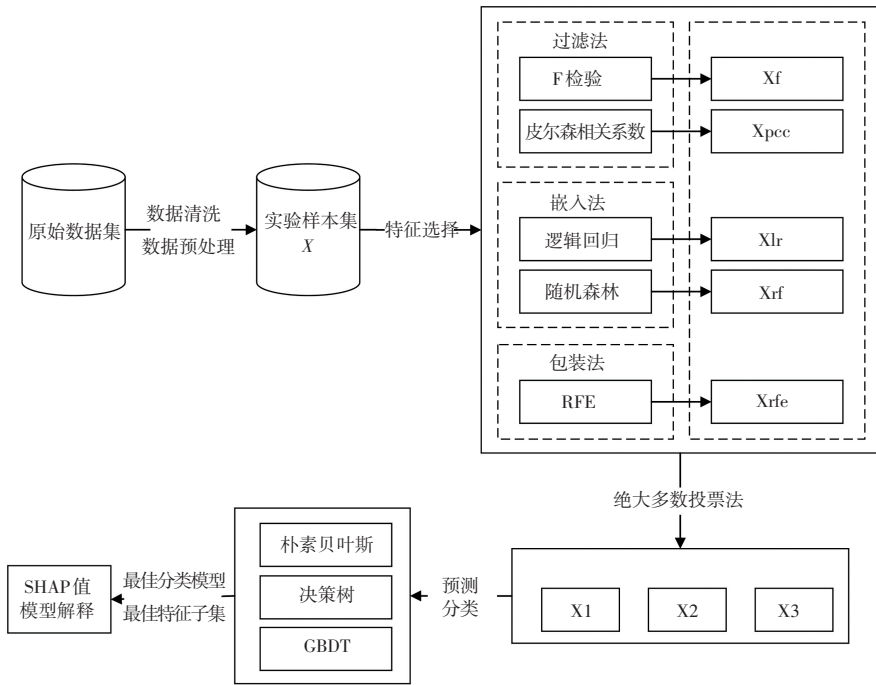 原始数据集
数据清洗
数据预处理
实验样本集
X
特征选择
过滤法
F检验
Xf
皮尔森相关系数
Xpcc
嵌入法
逻辑回归
Xlr
随机森林
Xrf
包装法
RFE
Xrfe
绝大多数投票法
X1
X2
X3
预测
分类
朴素贝叶斯
决策树
GBDT
最佳分类模型
最佳特征子集
SHAP值
模型解释